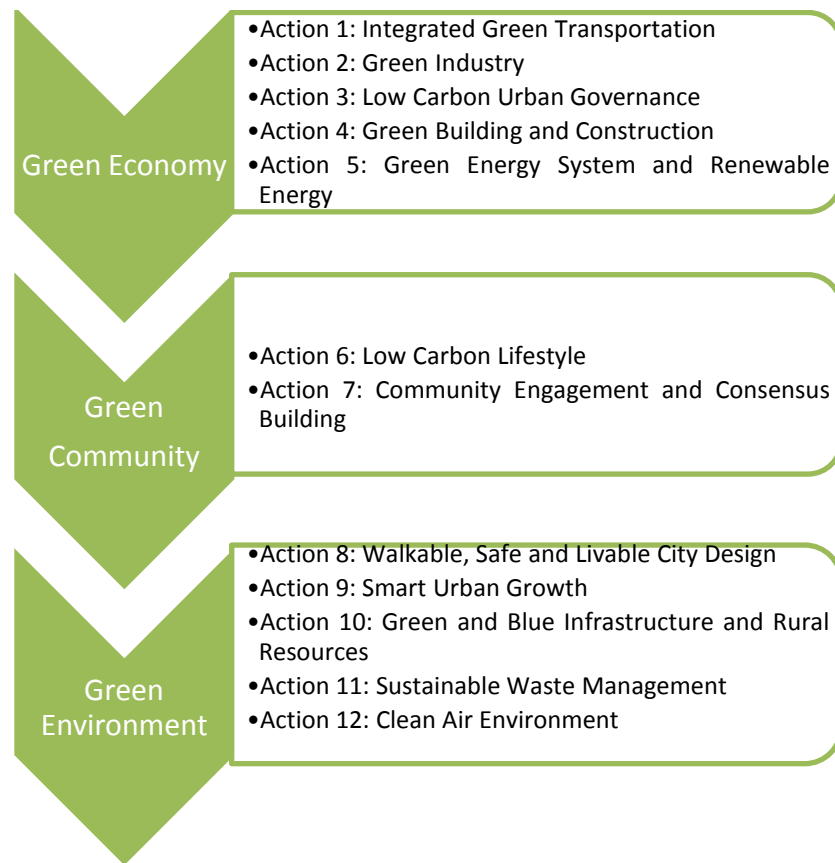 Green Economy
•Action 1: Integrated Green Transportation
•Action 2: Green Industry
•Action 3: Low Carbon Urban Governance
•Action 4: Green Building and Construction
•Action 5: Green Energy System and Renewable
Energy
Green
Community
•Action 6: Low Carbon Lifestyle
•Action 7: Community Engagement and Consensus
Building
Green
Environment
•Action 8: Walkable, Safe and Livable City Design
•Action 9: Smart Urban Growth
•Action 10: Green and Blue Infrastructure and Rural
Resources
•Action 11: Sustainable Waste Management
•Action 12: Clean Air Environment